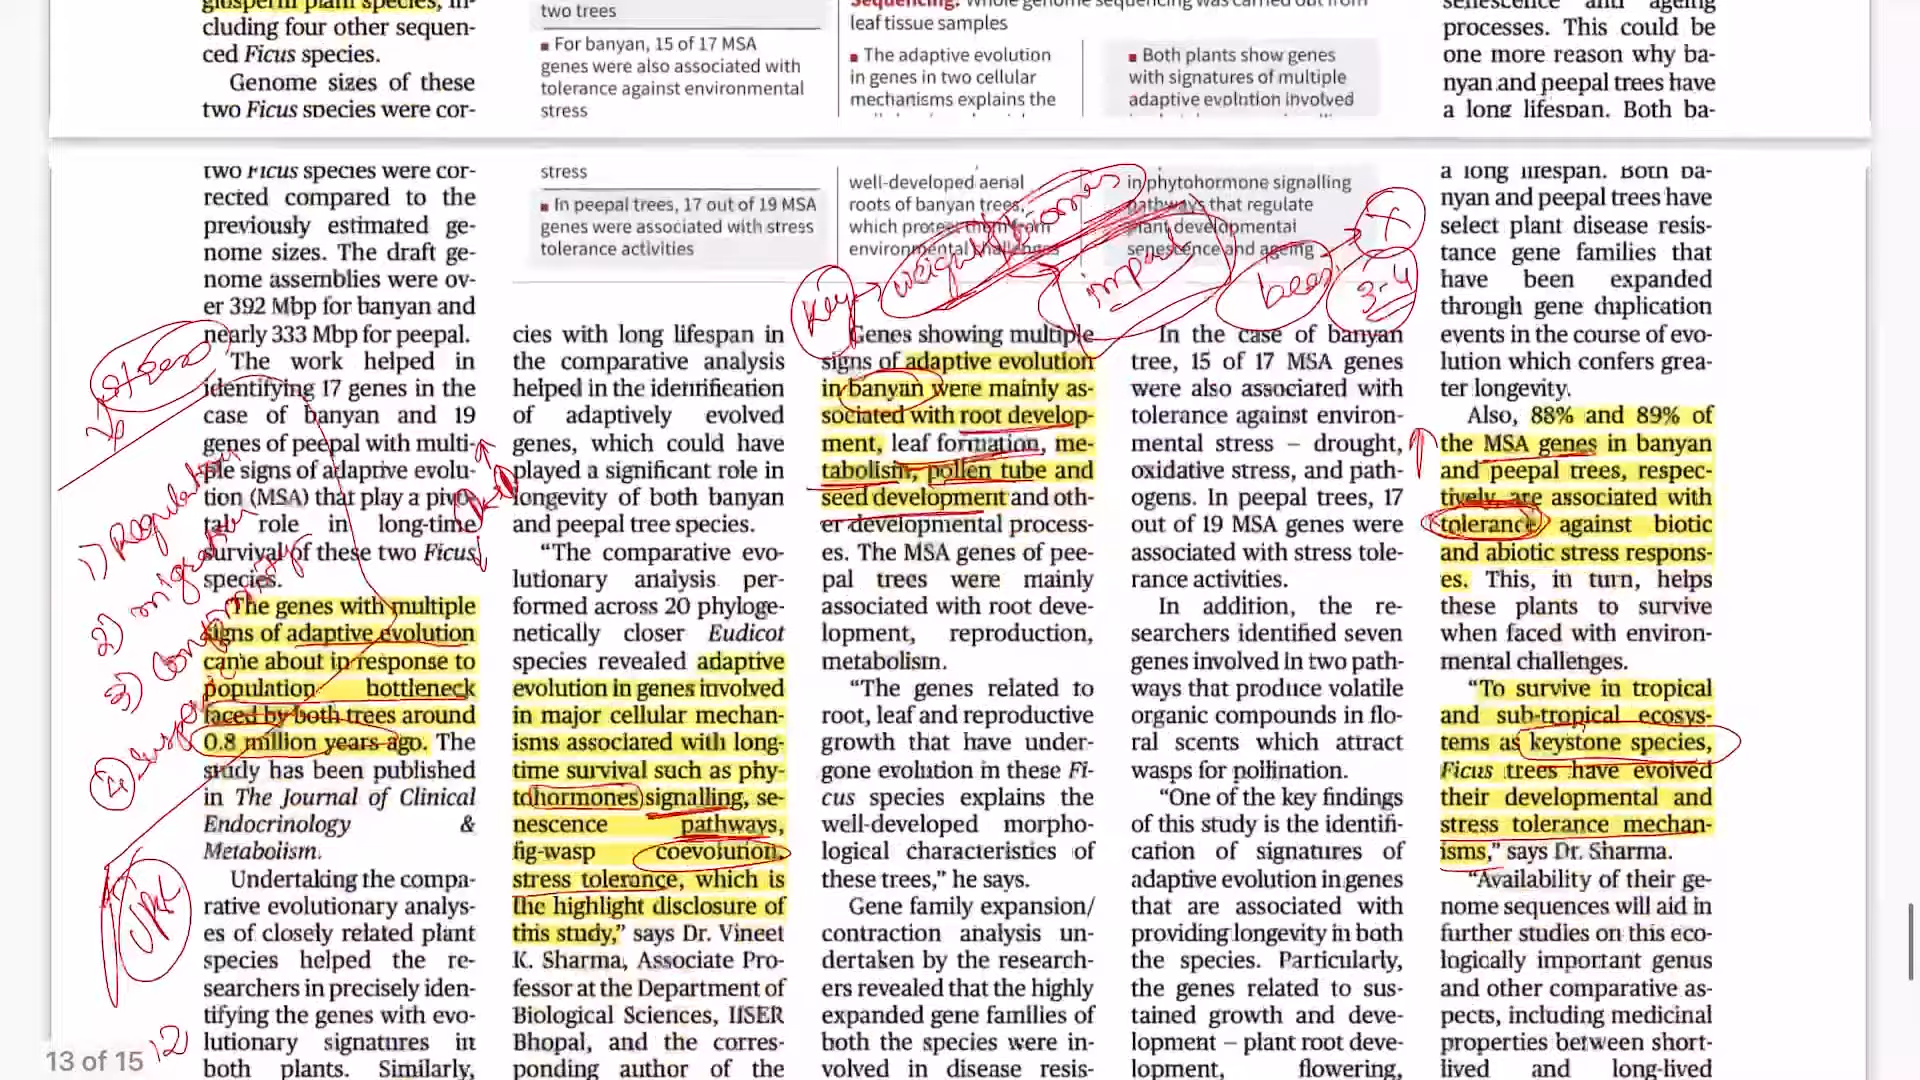 glosperm plant species, in-
cluding four other sequen-
ced Ficus species.
Genome sizes of these
two Ficus species were cor-
two trees
■ For banyan, 15 of 17 MSA
genes were also associated with
tolerance against environmental
stress
Sequencing: Whole genome sequencing was carried out from
leaf tissue samples
■ The adaptive evolution
in genes in two cellular
mechanisms explains the
■ Both plants show genes
with signatures of multiple
adaptive evolution involved
senescence and ageing
processes. This could be
one more reason why ba-
nyan and peepal trees have
a long lifespan. Both ba-
two Ficus species were cor-
rected compared to the
previously estimated ge-
nome sizes. The draft ge-
nome assemblies were ov-
er 392 Mbp for banyan and
nearly 333 Mbp for peepal.
The work helped in
identifying 17 genes in the
case of banyan and 19
genes of peepal with multi-
ple signs of adaptive evolu-
tion (MSA) that play a pivo-
tal role in long-time
survival of these two Ficus
species.
The genes with multiple
signs of adaptive evolution
came about in response to
population bottleneck
faced by both trees around
0.8 million years ago. The
study has been published
in The Journal of Clinical
Endocrinology &
Metabolism.
Undertaking the compa-
rative evolutionary analys-
es of closely related plant
species helped the re-
searchers in precisely iden-
tifying the genes with evo-
lutionary signatures in
both plants. Similarly,
stress
1) Regulation
2) migration
3)
4)
12)
13 of 15
stress
■ In peepal trees, 17 out of 19 MSA
genes were associated with stress
tolerance activities
well-developed aerial
roots of banyan trees,
which protect them from
environmental challenges
in phytohormone signalling
pathways that regulate
plant developmental
senescence and ageing
Key
impact
bees
3-4
cies with long lifespan in
the comparative analysis
helped in the identification
of adaptively evolved
genes, which could have
played a significant role in
longevity of both banyan
and peepal tree species.
“The comparative evo-
lutionary analysis per-
formed across 20 phyloge-
netically closer Eudicot
species revealed adaptive
evolution in genes involved
in major cellular mechan-
isms associated with long-
time survival such as phy-
tohormones signalling, se-
nescence pathways,
fig-wasp coevolution,
stress tolerance, which is
the highlight disclosure of
this study,” says Dr. Vineet
K. Sharma, Associate Pro-
fessor at the Department of
Biological Sciences, IISER
Bhopal, and the corres-
ponding author of the
Genes showing multiple
signs of adaptive evolution
in banyan were mainly as-
sociated with root develop-
ment, leaf formation, me-
tabolism, pollen tube and
seed development and oth-
er developmental process-
es. The MSA genes of pee-
pal trees were mainly
associated with root deve-
lopment, reproduction,
metabolism.
“The genes related to
root, leaf and reproductive
growth that have under-
gone evolution in these Fi-
cus species explains the
well-developed morpho-
logical characteristics of
these trees,” he says.
Gene family expansion/
contraction analysis un-
dertaken by the research-
ers revealed that the highly
expanded gene families of
both the species were in-
volved in disease resis-
In the case of banyan
tree, 15 of 17 MSA genes
were also associated with
tolerance against environ-
mental stress – drought,
oxidative stress, and path-
ogens. In peepal trees, 17
out of 19 MSA genes were
associated with stress tole-
rance activities.
In addition, the re-
searchers identified seven
genes involved in two path-
ways that produce volatile
organic compounds in flo-
ral scents which attract
wasps for pollination.
“One of the key findings
of this study is the identifi-
cation of signatures of
adaptive evolution in genes
that are associated with
providing longevity in both
the species. Particularly,
the genes related to sus-
tained growth and deve-
lopment – plant root deve-
lopment, flowering,
a long lifespan. Both ba-
nyan and peepal trees have
select plant disease resis-
tance gene families that
have been expanded
through gene duplication
events in the course of evo-
lution which confers grea-
ter longevity.
Also, 88% and 89% of
the MSA genes in banyan
and peepal trees, respec-
tively are associated with
tolerance against biotic
and abiotic stress respons-
es. This, in turn, helps
these plants to survive
when faced with environ-
mental challenges.
“To survive in tropical
and sub-tropical ecosys-
tems as keystone species,
Ficus trees have evolved
their developmental and
stress tolerance mechan-
isms,” says Dr. Sharma.
“Availability of their ge-
nome sequences will aid in
further studies on this eco-
logically important genus
and other comparative as-
pects, including medicinal
properties between short-
lived and long-lived